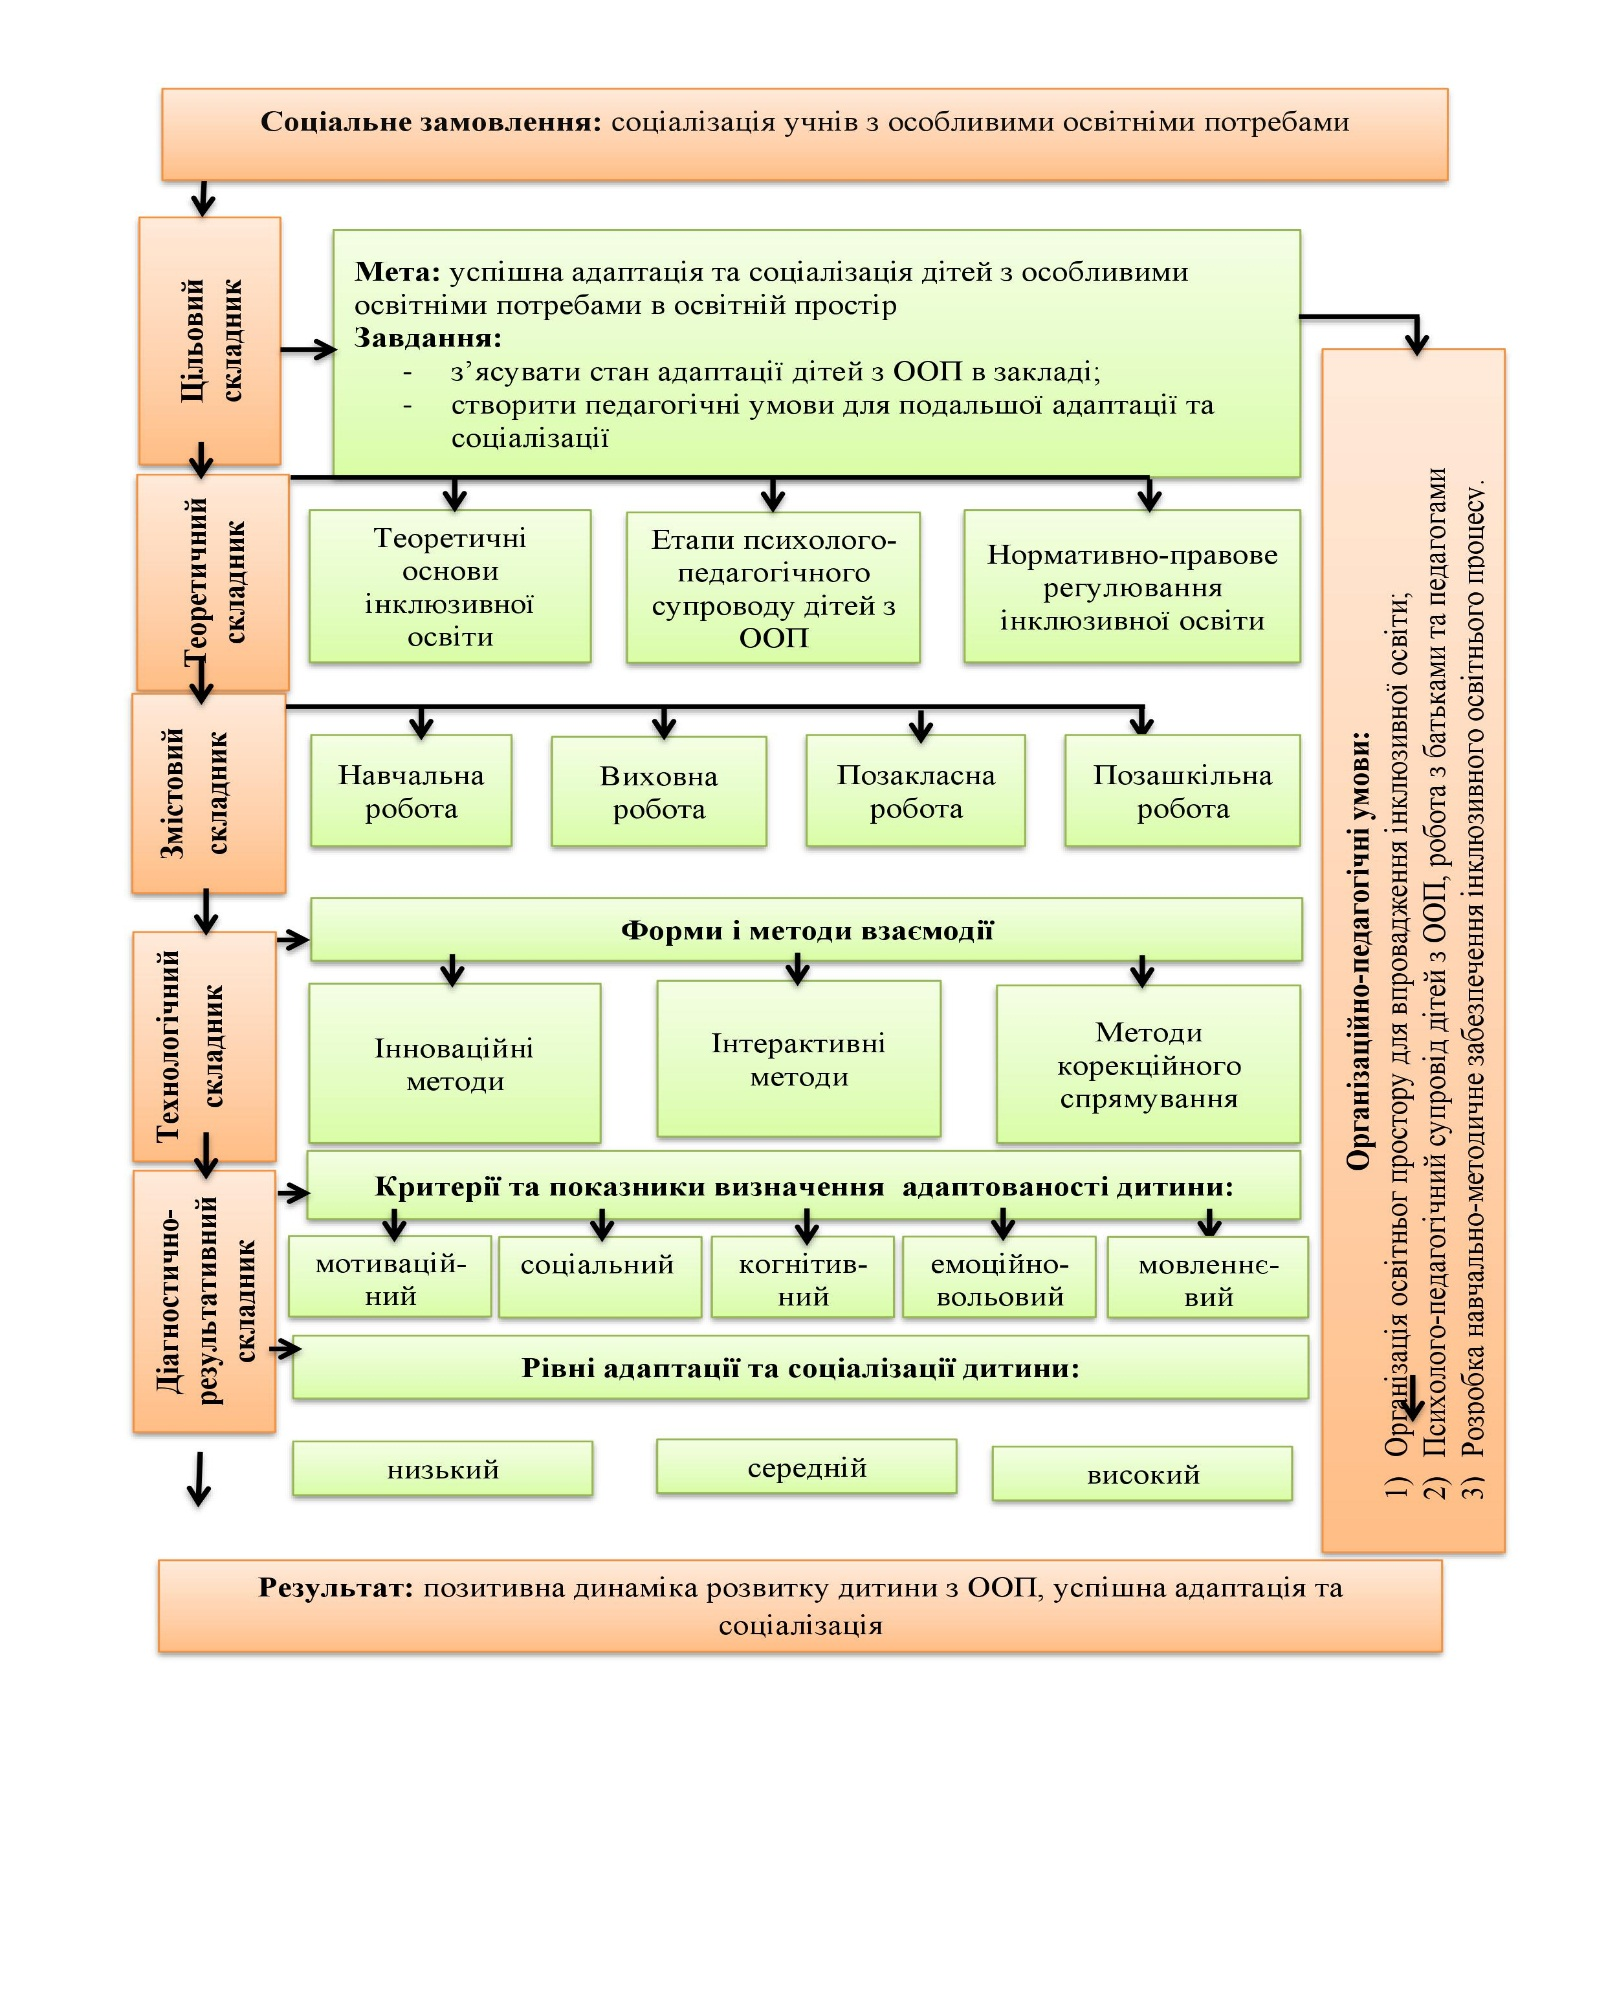 Соціальне замовлення: соціалізація учнів з особливими освітніми потребами
Цільовий
складник
Мета: успішна адаптація та соціалізація дітей з особливими
освітніми потребами в освітній простір
Завдання:
- з’ясувати стан адаптації дітей з ООП в закладі;
- створити педагогічні умови для подальшої адаптації та
соціалізації
Теоретичний
складник
Теоретичні
основи
інклюзивної
освіти
Етапи психолого-
педагогічного
супроводу дітей з
ООП
Нормативно-правове
регулювання
інклюзивної освіти
Змістовий
складник
Навчальна
робота
Виховна
робота
Позакласна
робота
Позашкільна
робота
Технологічний
складник
Форми і методи взаємодії
Інноваційні
методи
Інтерактивні
методи
Методи
корекційного
спрямування
Діагностично-
результативний
складник
Критерії та показники визначення адаптованості дитини:
мотивацій-
ний
соціальний
когнітив-
ний
емоційно-
вольовий
мовленнє-
вий
Рівні адаптації та соціалізації дитини:
низький
середній
високий
Організаційно-педагогічні умови:
1) Організація освітньог простору для впровадження інклюзивної освіти;
2) Психолого-педагогічний супровід дітей з ООП, робота з батьками та педагогами
3) Розробка навчально-методичне забезпечення інклюзивного освітнього процесу.
Результат: позитивна динаміка розвитку дитини з ООП, успішна адаптація та
соціалізація